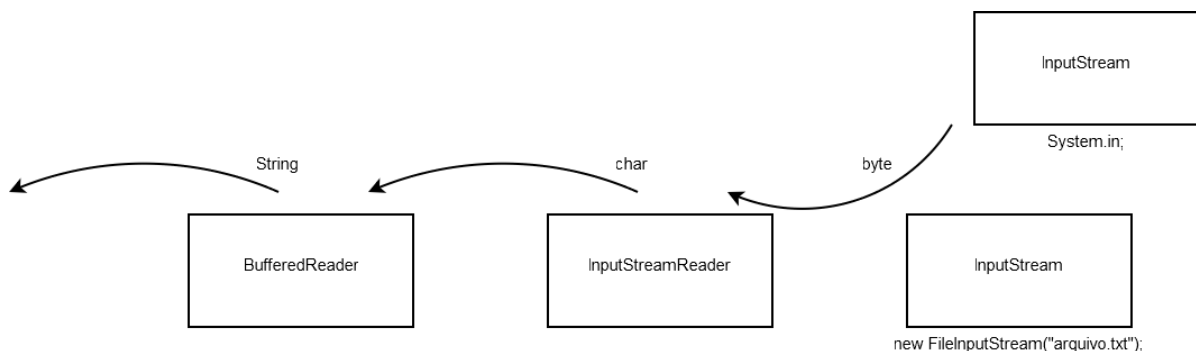 InputStream
System.in;
String
char
byte
BufferedReader
InputStreamReader
InputStream
new FileInputStream("arquivo.txt");